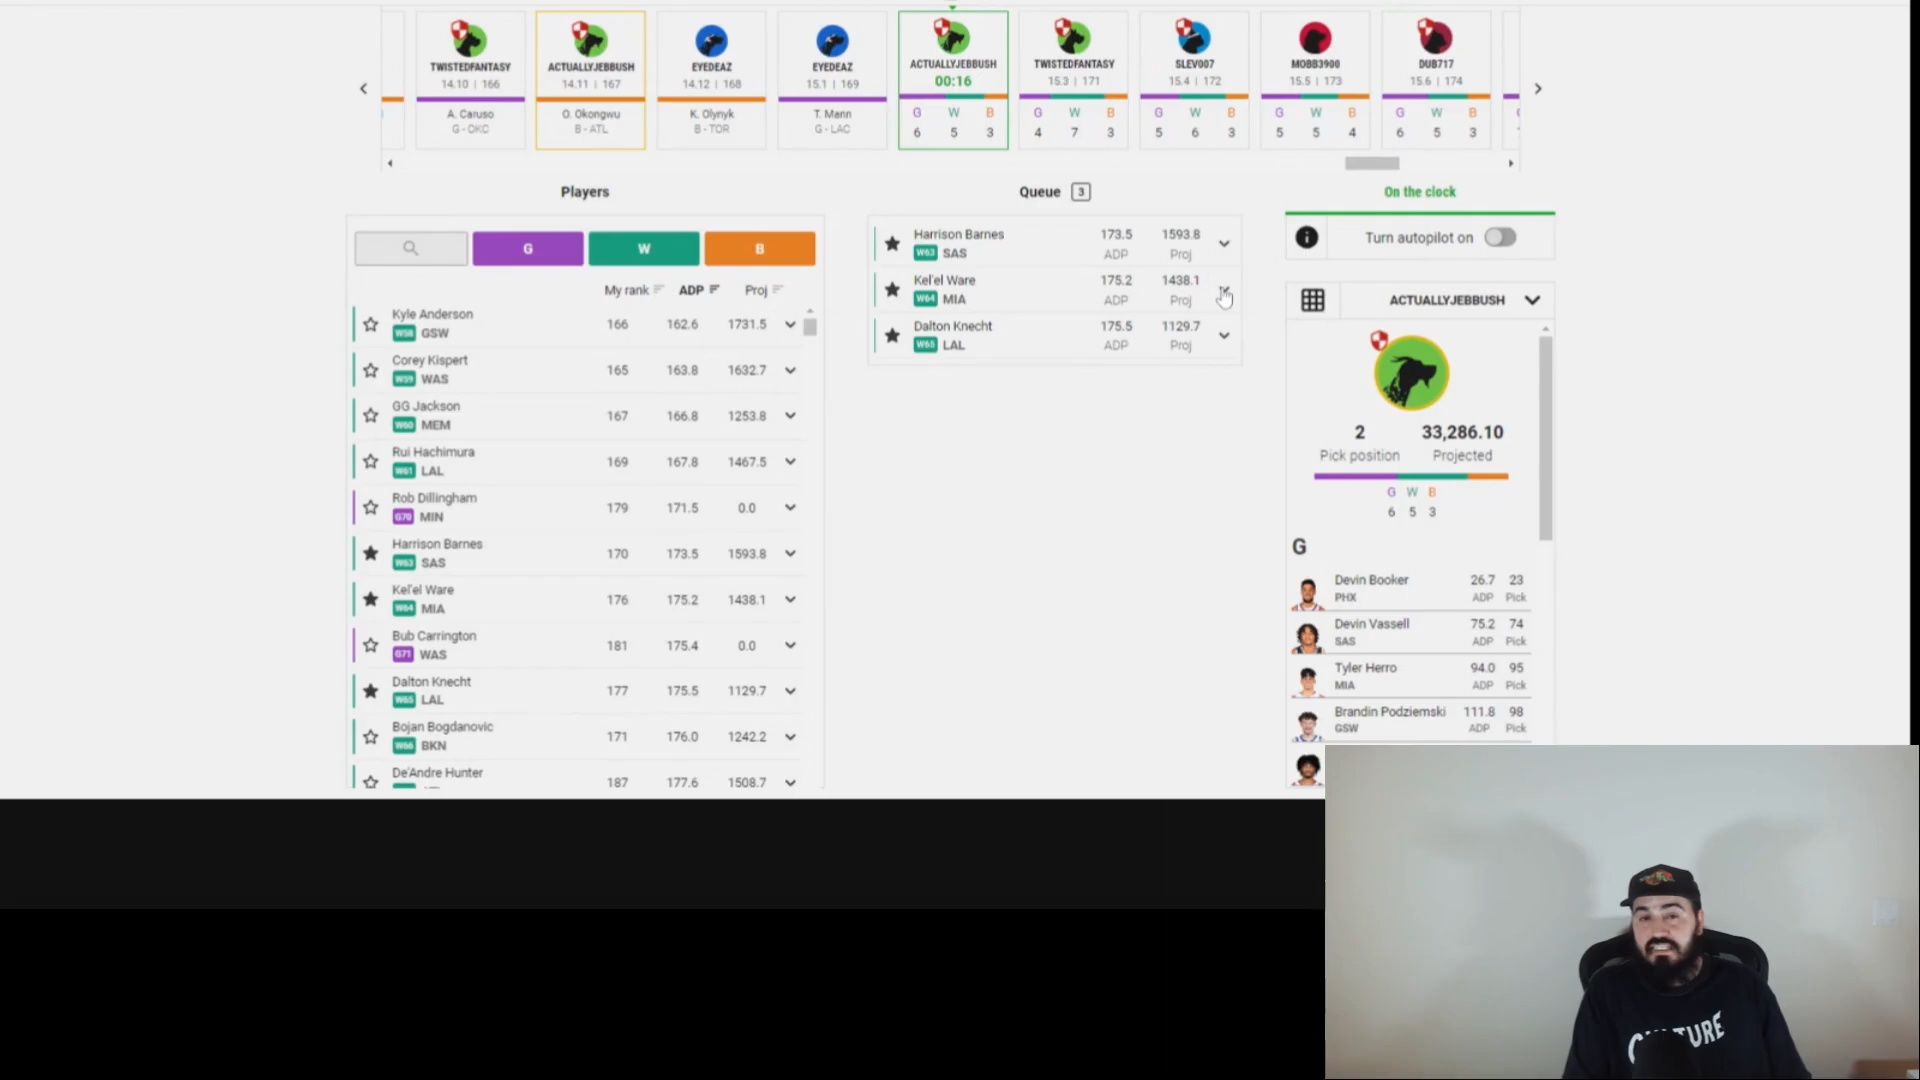 TWISTEDFANTASY
14.10 | 166
A. Caruso
G - OKC
ACTUALLYJEBBUSH
14.11 | 167
O. Okongwu
B - ATL
EYEDEAZ
14.12 | 168
K. Olynyk
B - TOR
EYEDEAZ
15.1 | 169
T. Mann
G - LAC
ACTUALLYJEBBUSH
00:16
G W B
6 5 3
TWISTEDFANTASY
15.3 | 171
G W B
4 7 3
SLEV007
15.4 | 172
G W B
5 6 3
MOBB3900
15.5 | 173
G W B
5 5 4
DUB717
15.6 | 174
G W B
6 5 3
Players
G W B
My rank ADP Proj
Kyle Anderson 166 162.6 1731.5
W58 GSW
Corey Kispert 165 163.8 1632.7
W59 WAS
GG Jackson 167 166.8 1253.8
W60 MEM
Rui Hachimura 169 167.8 1467.5
W61 LAL
Rob Dillingham 179 171.5 0.0
G70 MIN
Harrison Barnes 170 173.5 1593.8
W63 SAS
Kel'el Ware 176 175.2 1438.1
W64 MIA
Bub Carrington 181 175.4 0.0
G71 WAS
Dalton Knecht 177 175.5 1129.7
W65 LAL
Bojan Bogdanovic 171 176.0 1242.2
W66 BKN
De'Andre Hunter 187 177.6 1508.7
Queue 3
Harrison Barnes 173.5 1593.8
W63 SAS ADP Proj
Kel'el Ware 175.2 1438.1
W64 MIA ADP Proj
Dalton Knecht 175.5 1129.7
W65 LAL ADP Proj
On the clock
Turn autopilot on
ACTUALLYJEBBUSH
2 33,286.10
Pick position Projected
G W B
6 5 3
G
Devin Booker 26.7 23
PHX ADP Pick
Devin Vassell 75.2 74
SAS ADP Pick
Tyler Herro 94.0 95
MIA ADP Pick
Brandin Podziemski 111.8 98
GSW ADP Pick